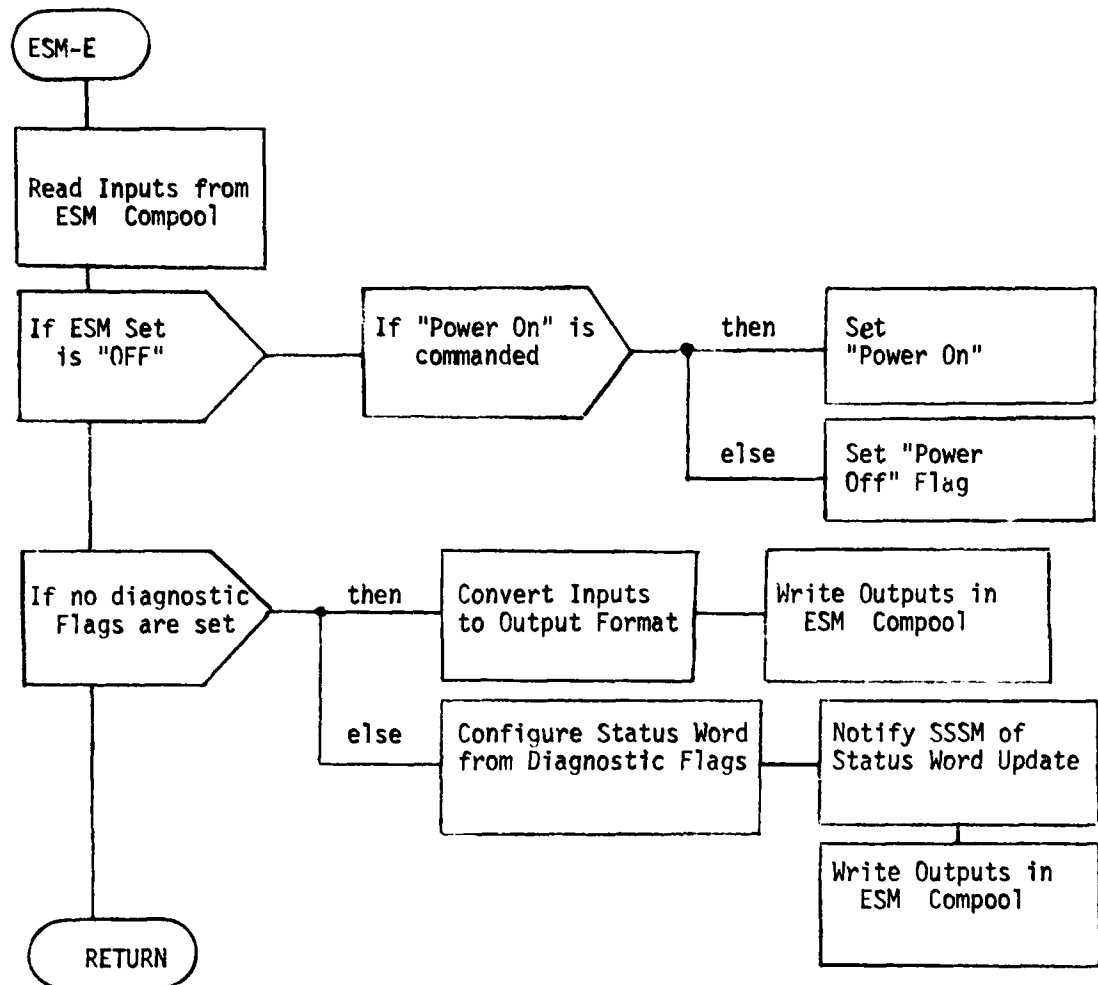 ESM-E
Read Inputs from
ESM Compool
If ESM Set
is "OFF"
If "Power On" is
commanded
then
Set
"Power On"
else
Set "Power
Off" Flag
If no diagnostic
Flags are set
then
Convert Inputs
to Output Format
Write Outputs in
ESM Compool
else
Configure Status Word
from Diagnostic Flags
Notify SSSM of
Status Word Update
Write Outputs in
ESM Compool
RETURN